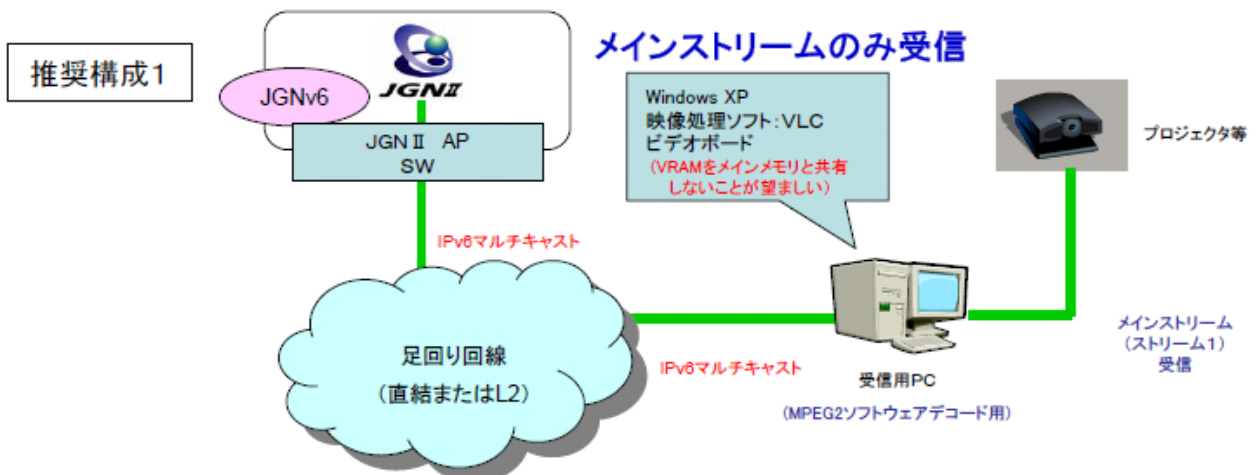 メインストリームのみ受信
推奨構成1
JGNⅡ
JGNv6
JGNⅡ AP
SW
Windows XP
映像処理ソフト:VLC
ビデオボード
(VRAMをメインメモリと共有
しないことが望ましい)
プロジェクタ等
IPv6マルチキャスト
足回り回線
(直結またはL2)
IPv6マルチキャスト
受信用PC
(MPEG2ソフトウェアデコード用)
メインストリーム
(ストリーム1)
受信